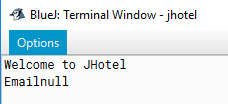 BlueJ: Terminal Window - jhotel
Options
Welcome to JHotel
Emailnull